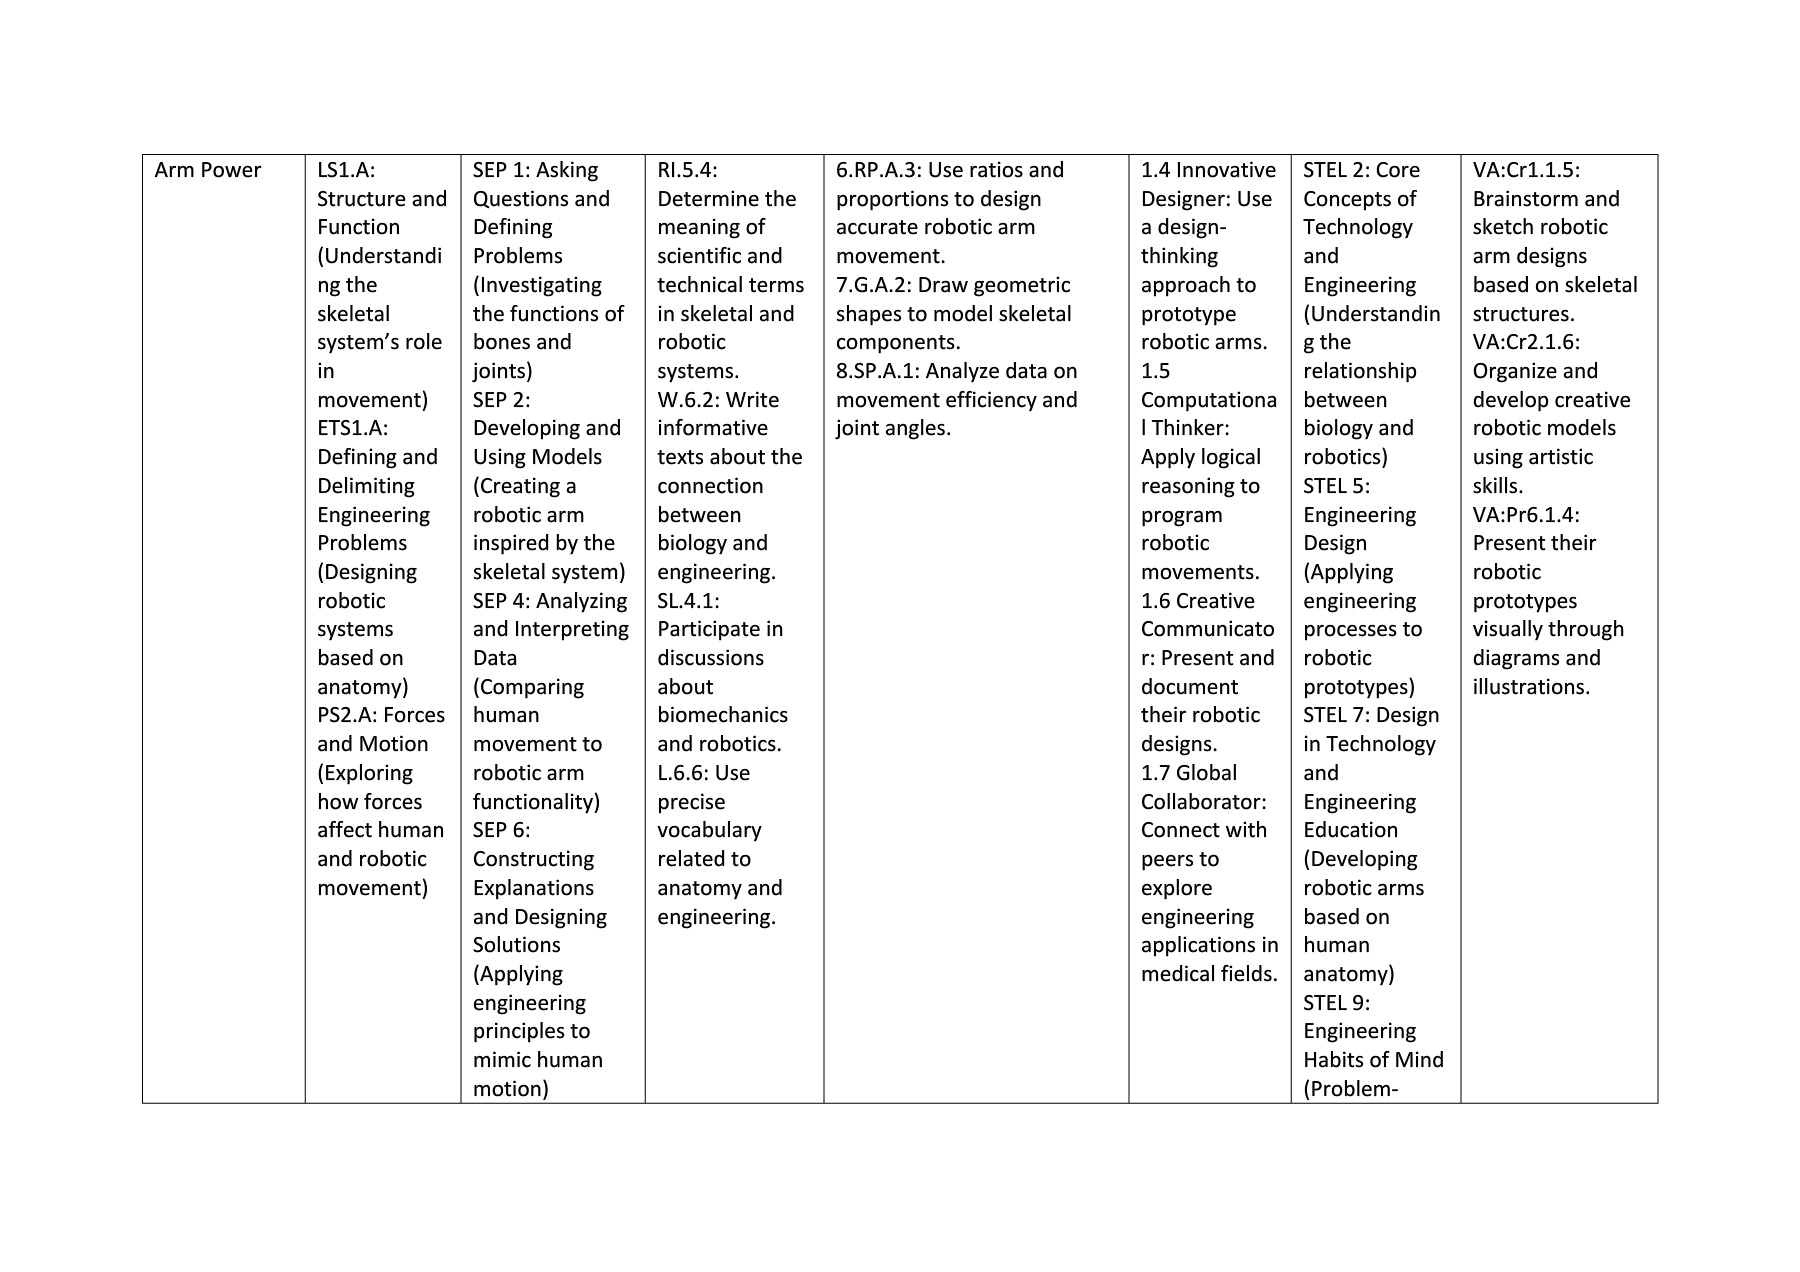 Arm Power
LS1.A:
Structure and
Function
(Understandi
ng the
skeletal
system’s role
in
movement)
ETS1.A:
Defining and
Delimiting
Engineering
Problems
(Designing
robotic
systems
based on
anatomy)
PS2.A: Forces
and Motion
(Exploring
how forces
affect human
and robotic
movement)
SEP 1: Asking
Questions and
Defining
Problems
(Investigating
the functions of
bones and
joints)
SEP 2:
Developing and
Using Models
(Creating a
robotic arm
inspired by the
skeletal system)
SEP 4: Analyzing
and Interpreting
Data
(Comparing
human
movement to
robotic arm
functionality)
SEP 6:
Constructing
Explanations
and Designing
Solutions
(Applying
engineering
principles to
mimic human
motion)
RI.5.4:
Determine the
meaning of
scientific and
technical terms
in skeletal and
robotic
systems.
W.6.2: Write
informative
texts about the
connection
between
biology and
engineering.
SL.4.1:
Participate in
discussions
about
biomechanics
and robotics.
L.6.6: Use
precise
vocabulary
related to
anatomy and
engineering.
6.RP.A.3: Use ratios and
proportions to design
accurate robotic arm
movement.
7.G.A.2: Draw geometric
shapes to model skeletal
components.
8.SP.A.1: Analyze data on
movement efficiency and
joint angles.
1.4 Innovative
Designer: Use
a design-
thinking
approach to
prototype
robotic arms.
1.5
Computationa
l Thinker:
Apply logical
reasoning to
program
robotic
movements.
1.6 Creative
Communicato
r: Present and
document
their robotic
designs.
1.7 Global
Collaborator:
Connect with
peers to
explore
engineering
applications in
medical fields.
STEL 2: Core
Concepts of
Technology
and
Engineering
(Understandin
g the
relationship
between
biology and
robotics)
STEL 5:
Engineering
Design
(Applying
engineering
processes to
robotic
prototypes)
STEL 7: Design
in Technology
and
Engineering
Education
(Developing
robotic arms
based on
human
anatomy)
STEL 9:
Engineering
Habits of Mind
(Problem-
VA:Cr1.1.5:
Brainstorm and
sketch robotic
arm designs
based on skeletal
structures.
VA:Cr2.1.6:
Organize and
develop creative
robotic models
using artistic
skills.
VA:Pr6.1.4:
Present their
robotic
prototypes
visually through
diagrams and
illustrations.